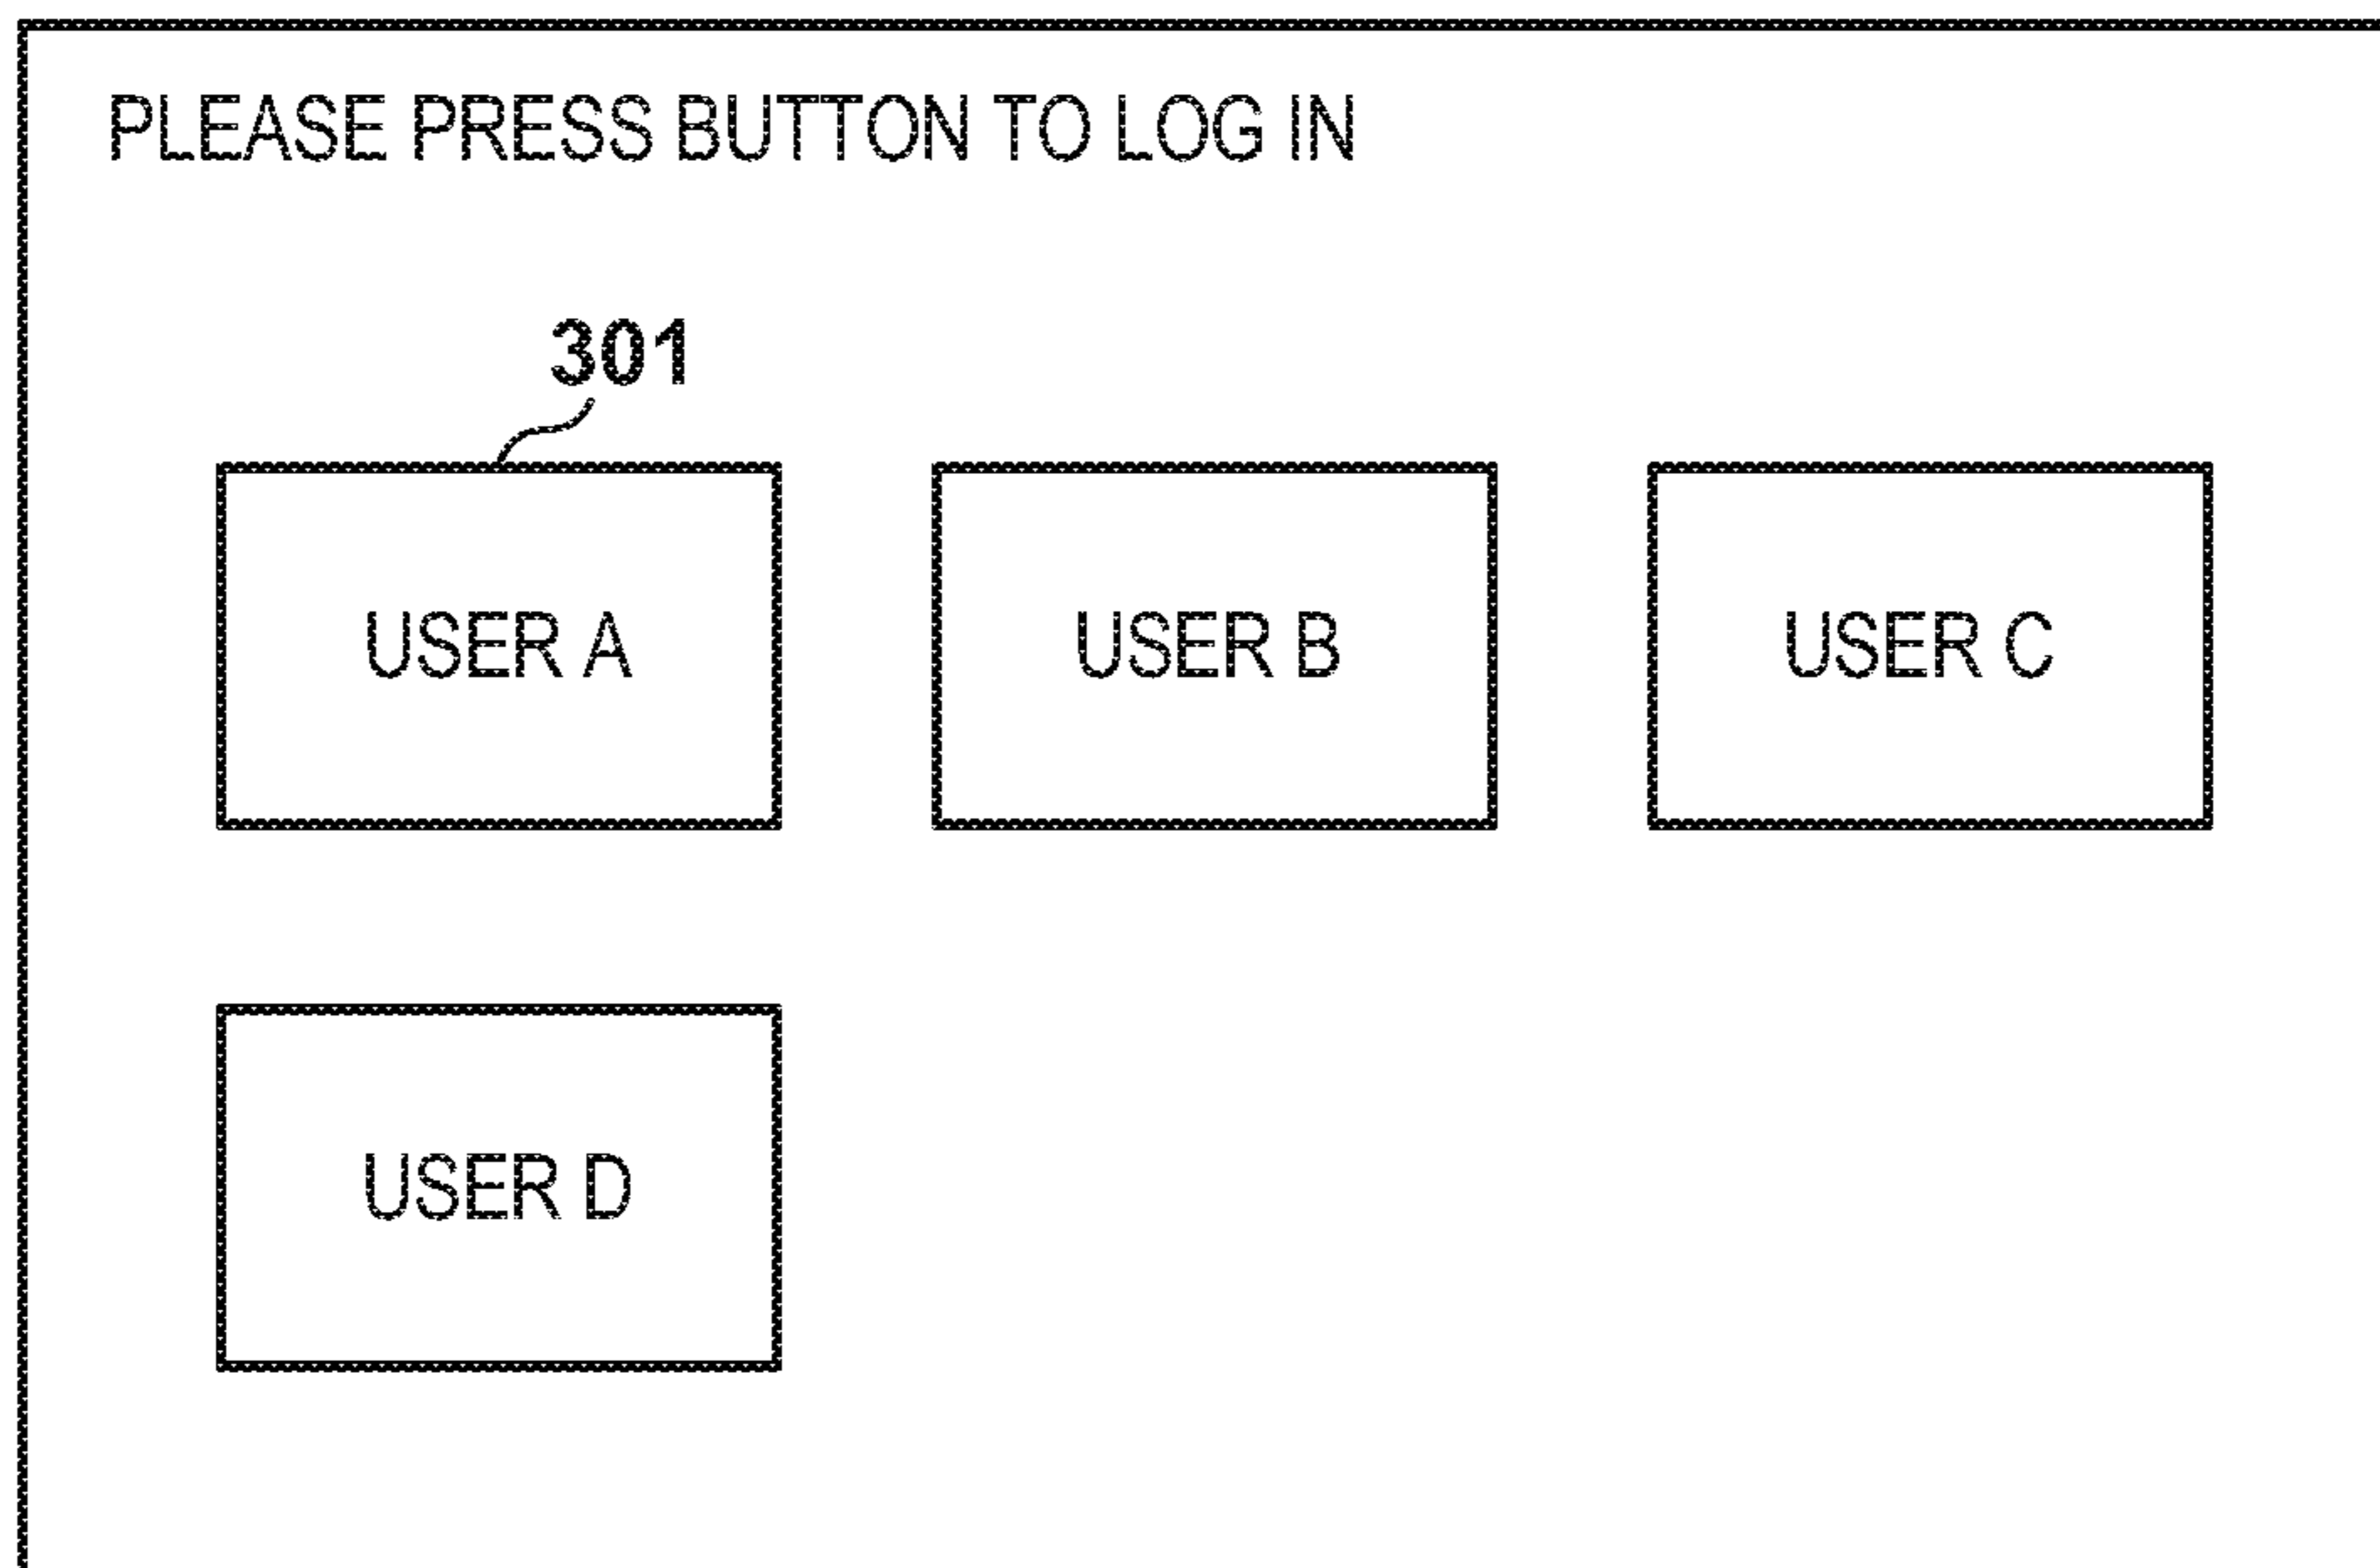 PLEASE PRESS BUTTON TO LOG IN
301
USER A
USER B
USER C
USER D